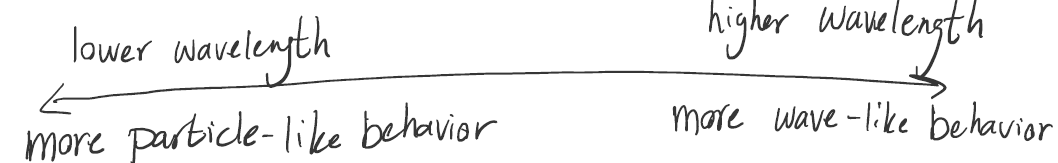 lower wavelength
higher wavelength
more particle-like behavior
more wave-like behavior